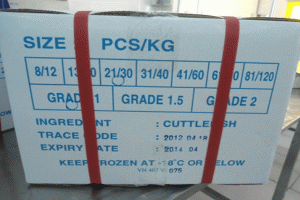 SIZE PCS/KG
8/12 21/30 31/40 41/60 81/120
GRADE 1 GRADE 1.5 GRADE 2
INGREDIENT :
TRACE CODE : 2012 04 18
EXPIRY DATE : 2014 04
KEEP FROZEN AT -18°C OR BELOW